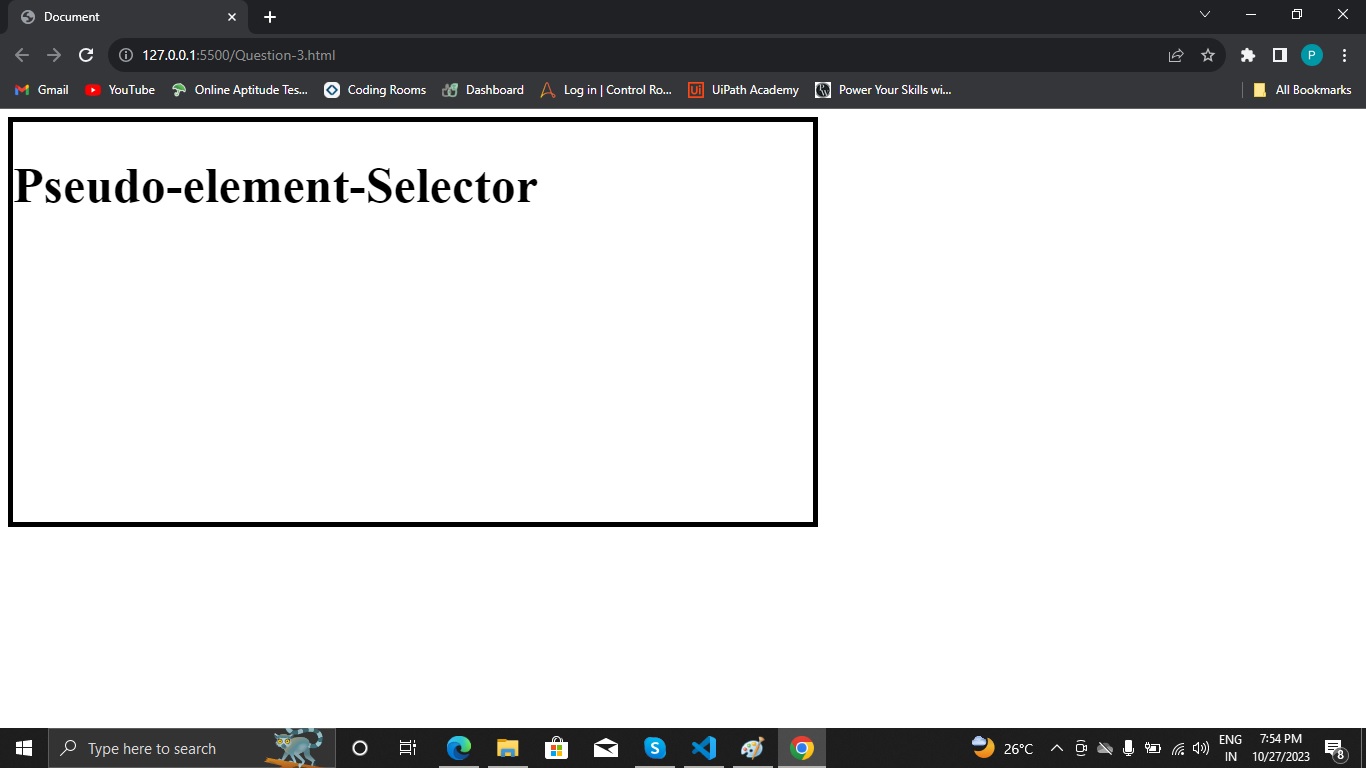 Document
127.0.0.1:5500/Question-3.html
P
Gmail YouTube Online Aptitude Tes... Coding Rooms Dashboard Log in | Control Ro... UiPath Academy Power Your Skills wi... All Bookmarks
Pseudo-element-Selector
Type here to search
26°C
ENG
IN
7:54 PM
10/27/2023
8